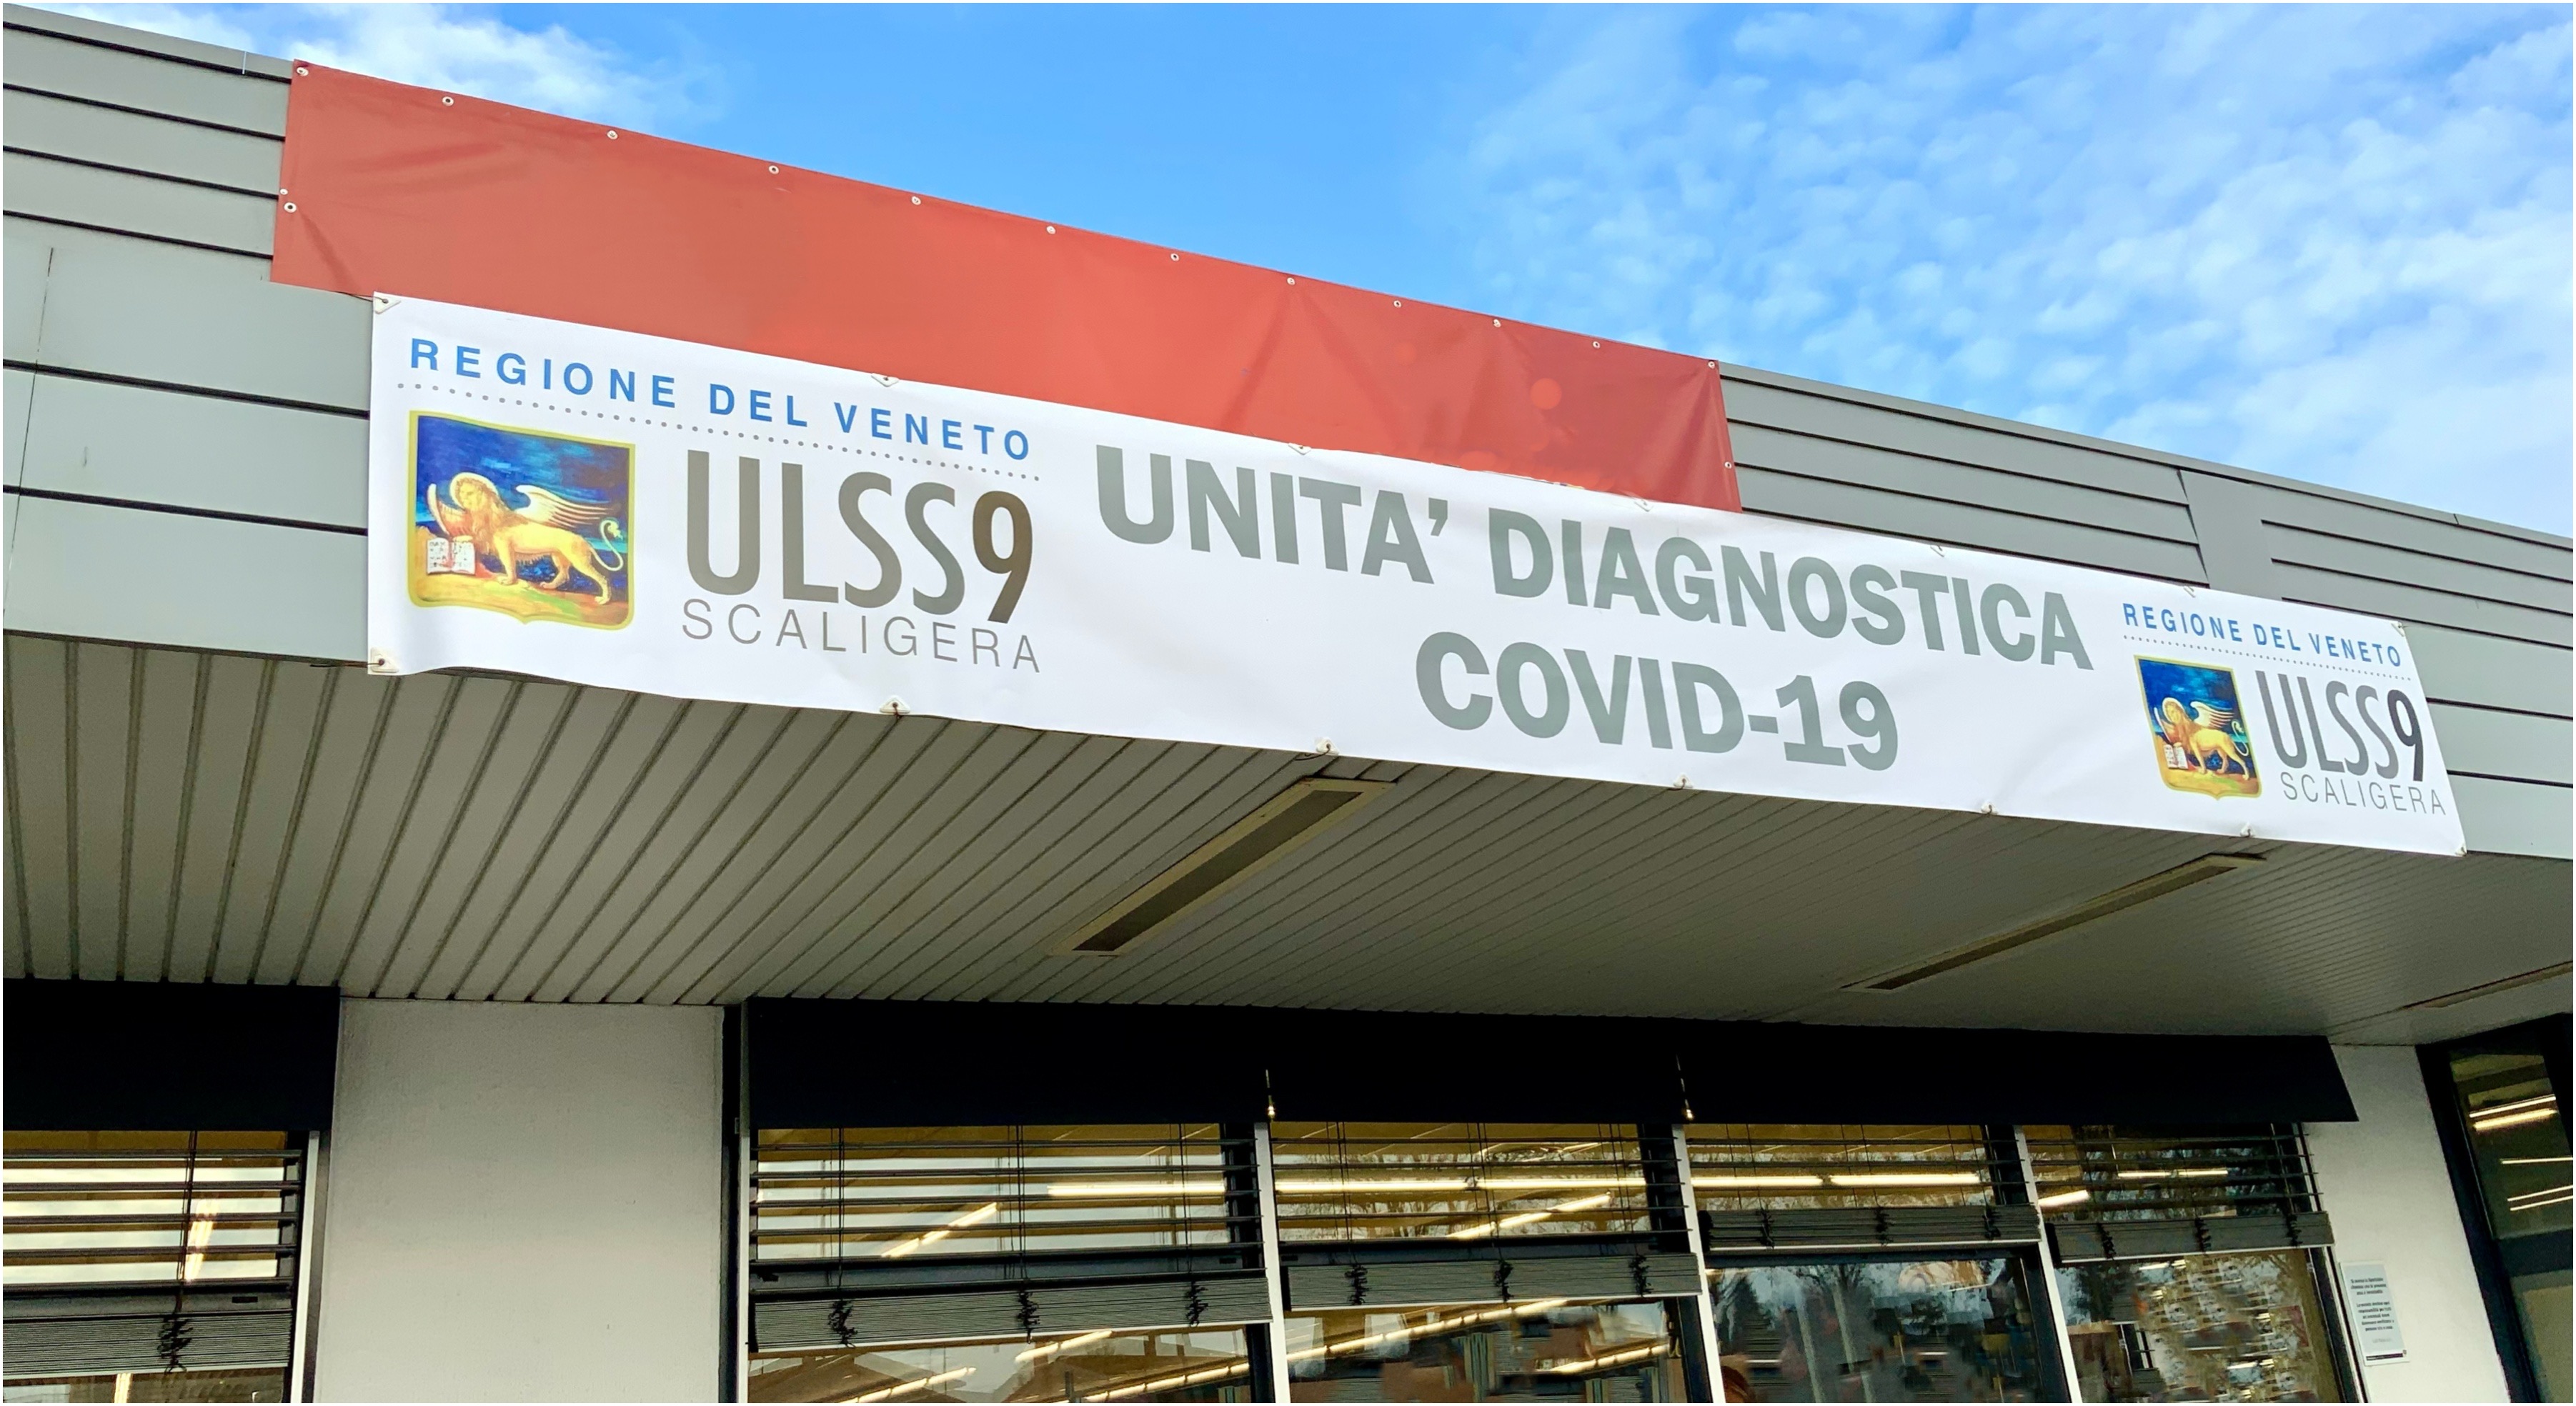 REGIONE DEL VENETO
ULSS9
SCALIGERA
UNITA' DIAGNOSTICA
COVID-19
REGIONE DEL VENETO
ULSS9
SCALIGERA